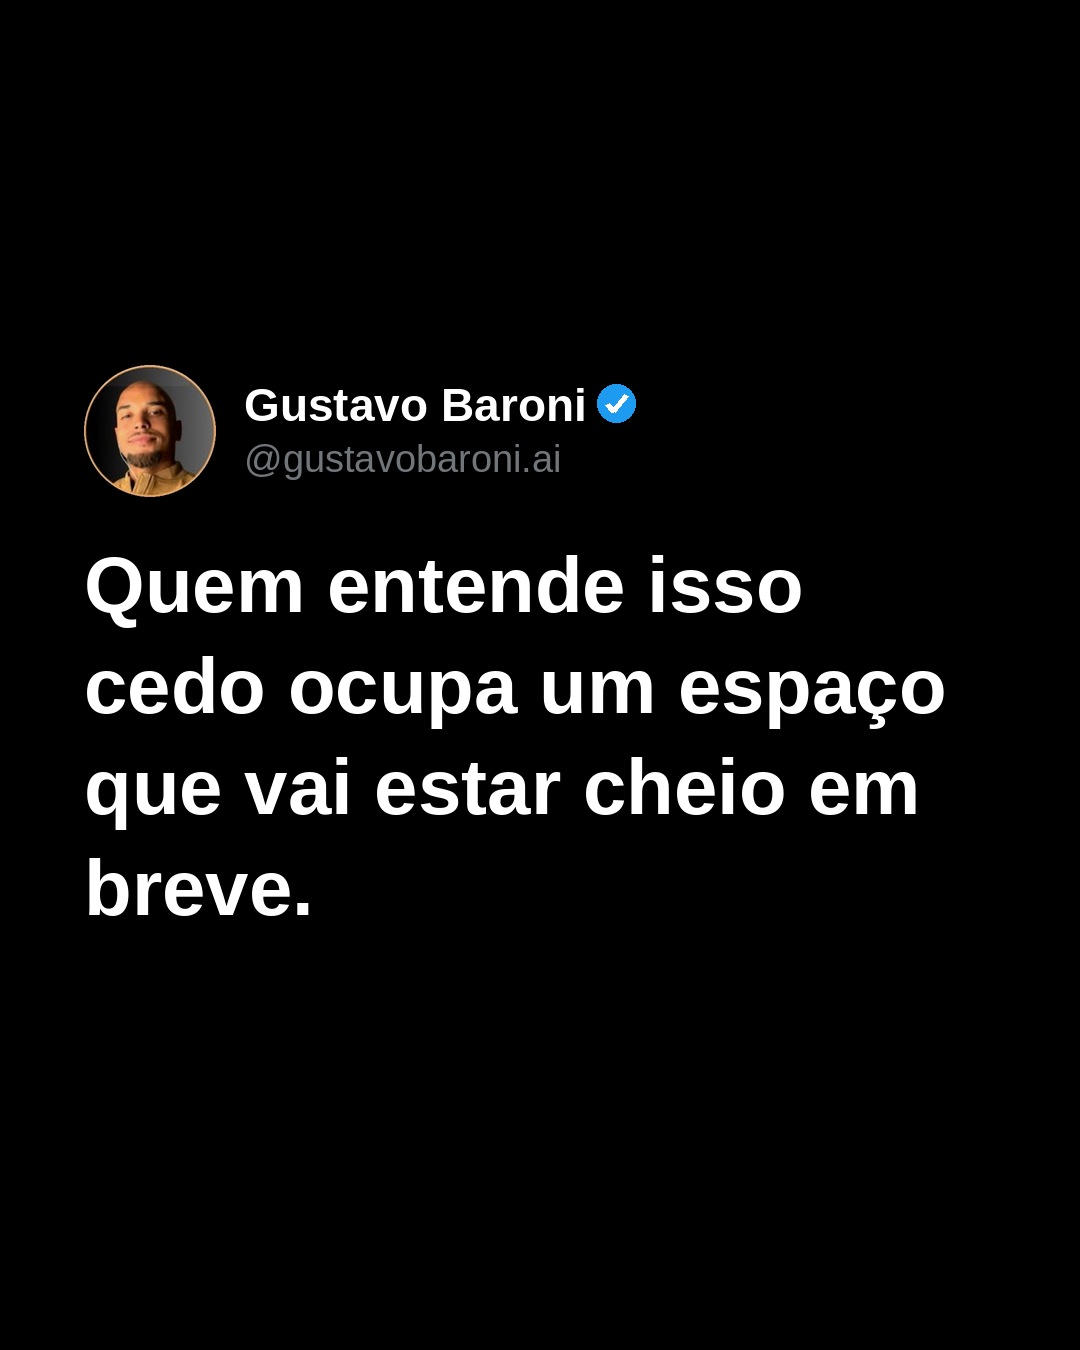 Gustavo Baroni
@gustavobaroni.ai
Quem entende isso
cedo ocupa um espaço
que vai estar cheio em
breve.